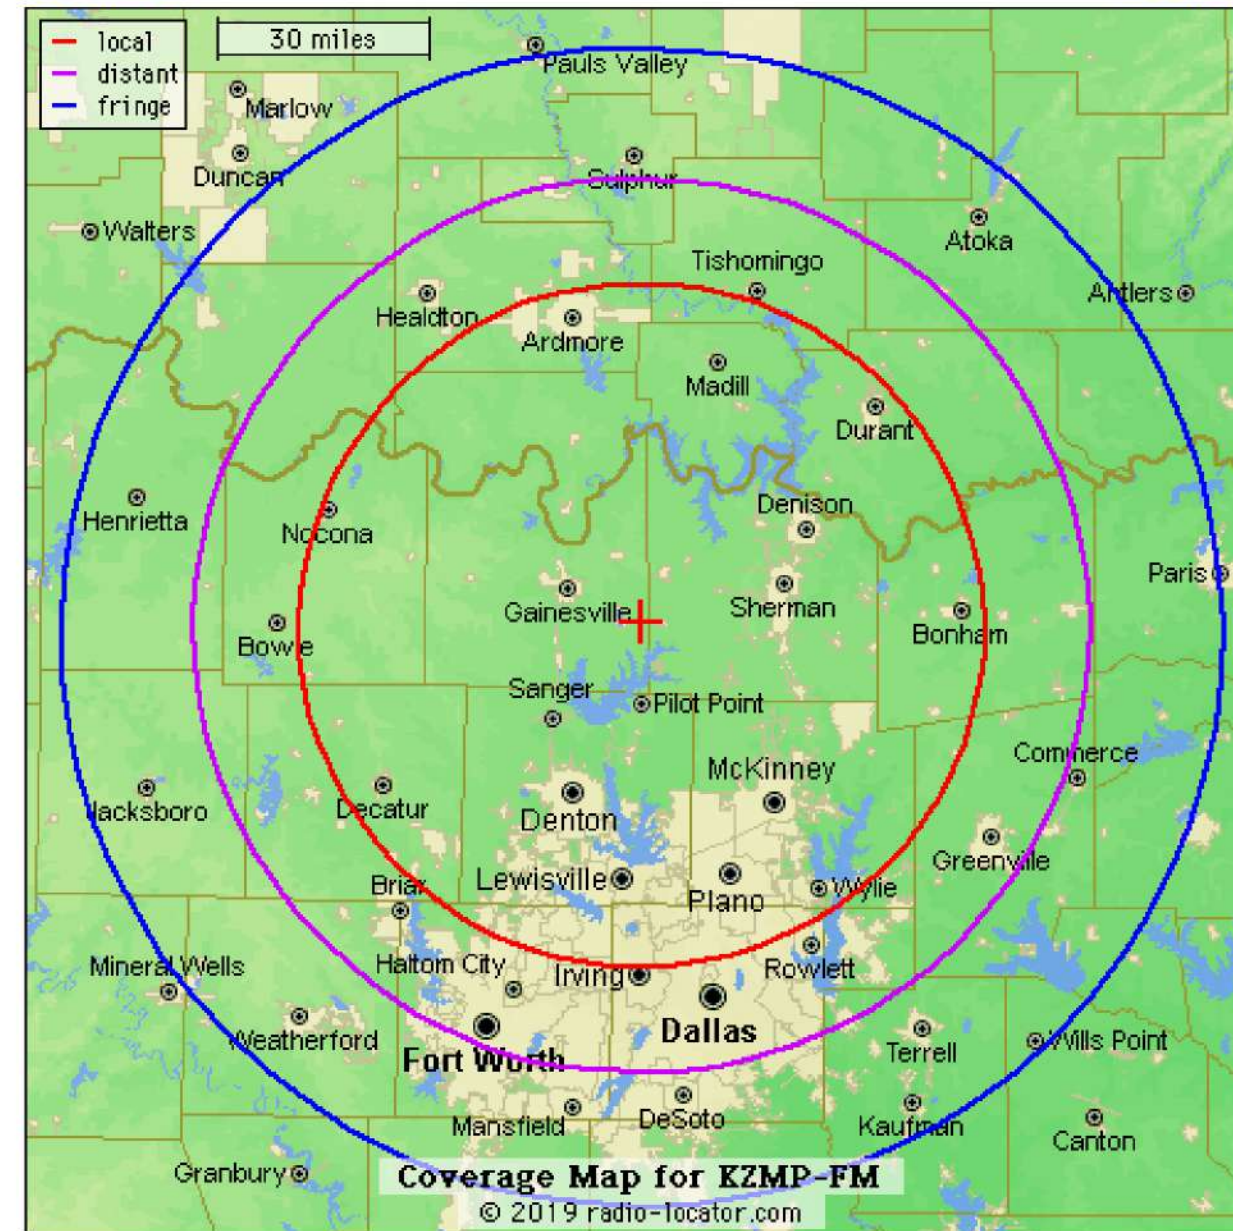 local
distant
fringe
30 miles
Pauls Valley
Marlow
Duncan
Sulphur
Walters
Atoka
Tishomingo
Antlers
Healdton
Ardmore
Madill
Durant
Henrietta
Nocona
Denison
Paris
Gainesville
Sherman
Bonham
Bowie
Sanger
Pilot Point
Commerce
McKinney
Jacksboro
Decatur
Denton
Greenville
Lewisville
Plano
Wylie
Briar
Mineral Wells
Haltom City
Irving
Rowlett
Weatherford
Dallas
Fort Worth
Terrell
Wills Point
Mansfield
DeSoto
Kaufman
Canton
Granbury
Coverage Map for KZMP-FM
© 2019 radio-locator.com